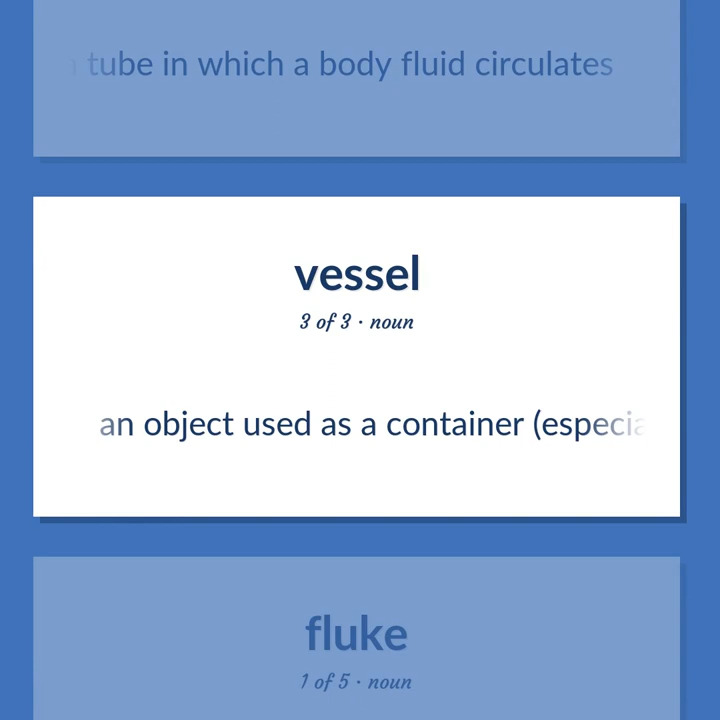 tube in which a body fluid circulates
vessel
3 of 3 · noun
an object used as a container (especia
fluke
1 of 5 · noun